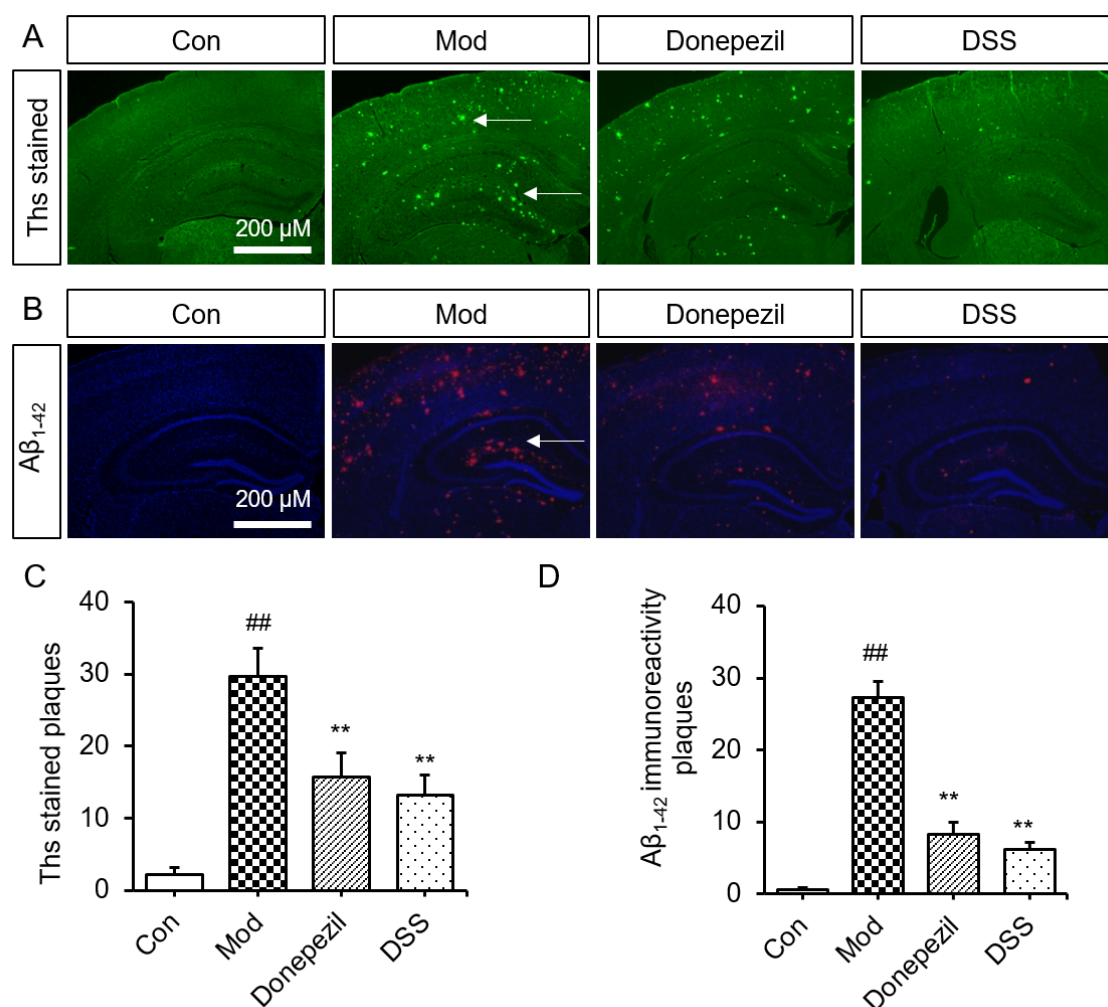 A
Con Mod Donepezil DSS
Ths stained
200 µM
B
Con Mod Donepezil DSS
Aβ1-42
200 µM
C
Ths stained plaques
40
30
20
10
0
##
**
**
Con Mod Donepezil DSS
D
Aβ1-42 immunoreactivity
plaques
40
30
20
10
0
##
**
**
Con Mod Donepezil DSS